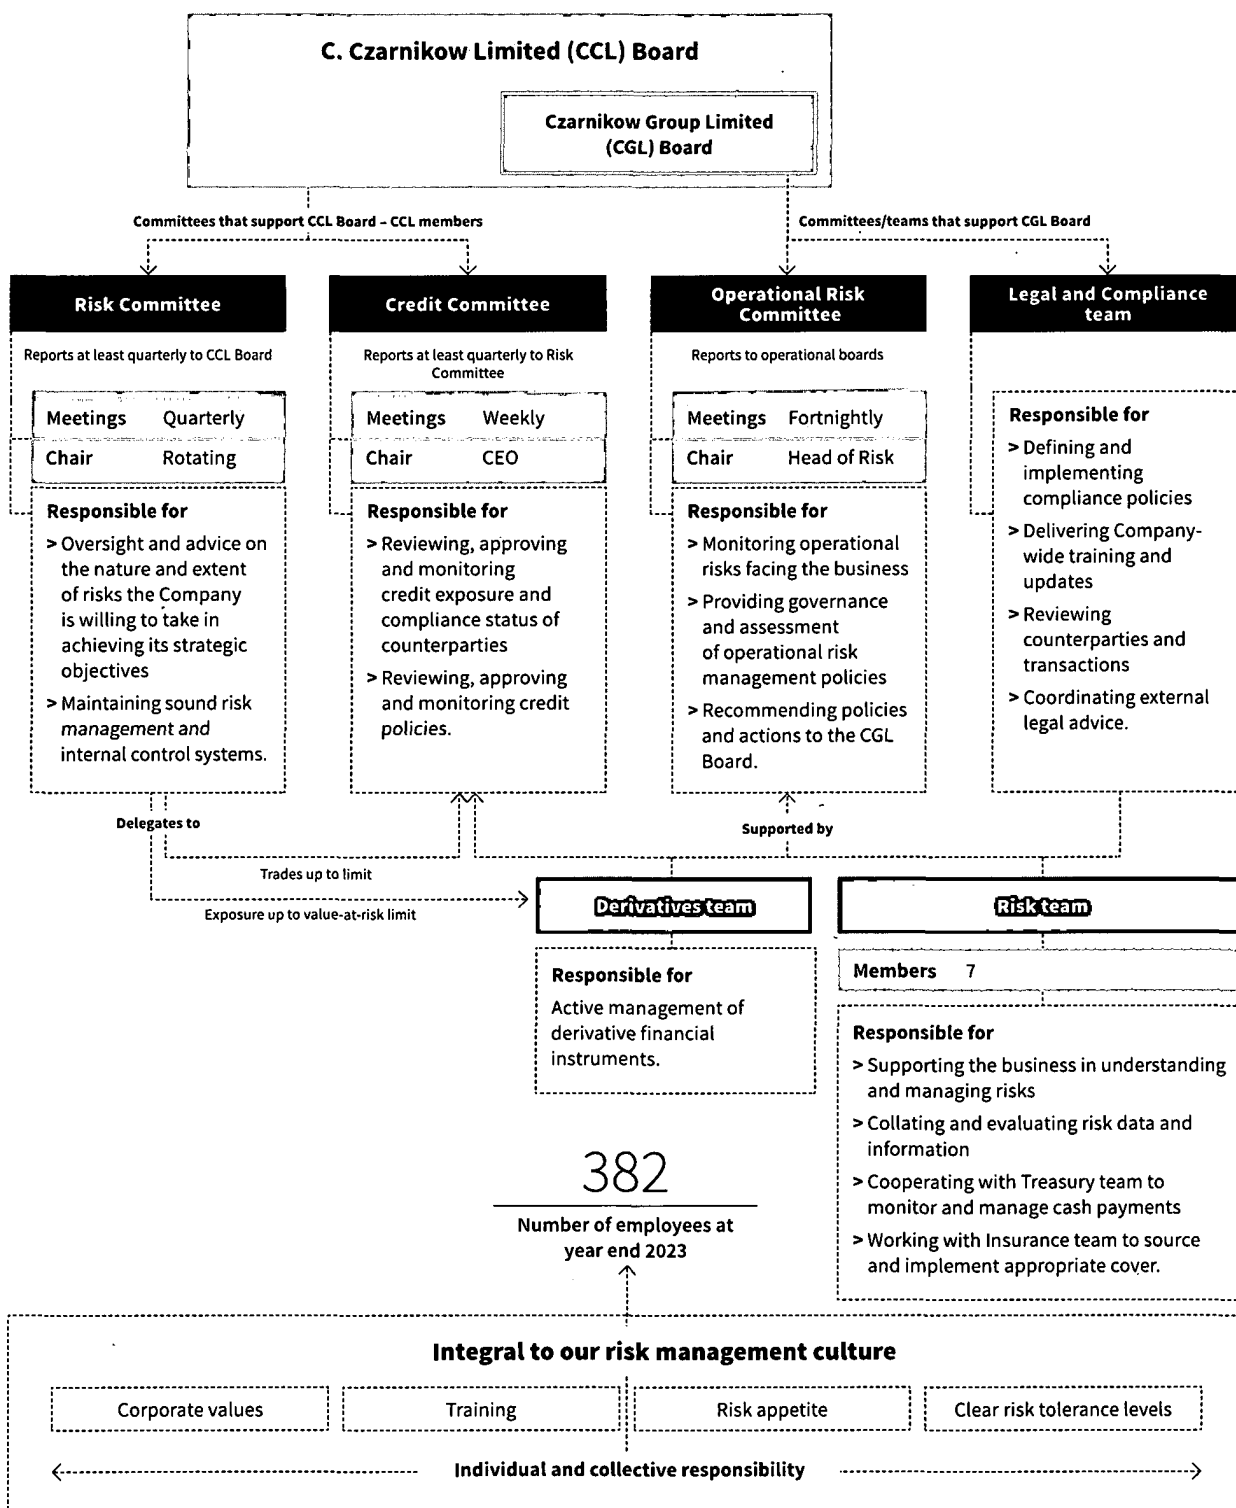 C. Czarnikow Limited (CCL) Board
Czarnikow Group Limited
(CGL) Board
Committees that support CCL Board – CCL members
Committees/teams that support CGL Board
Risk Committee
Reports at least quarterly to CCL Board
Meetings Quarterly
Chair Rotating
Responsible for
> Oversight and advice on
the nature and extent
of risks the Company
is willing to take in
achieving its strategic
objectives
> Maintaining sound risk
management and
internal control systems.
Credit Committee
Reports at least quarterly to Risk
Committee
Meetings Weekly
Chair CEO
Responsible for
> Reviewing, approving
and monitoring
credit exposure and
compliance status of
counterparties
> Reviewing, approving
and monitoring credit
policies.
Operational Risk
Committee
Reports to operational boards
Meetings Fortnightly
Chair Head of Risk
Responsible for
> Monitoring operational
risks facing the business
> Providing governance
and assessment
of operational risk
management policies
> Recommending policies
and actions to the CGL
Board.
Legal and Compliance
team
Responsible for
> Defining and
implementing
compliance policies
> Delivering Company-
wide training and
updates
> Reviewing
counterparties and
transactions
> Coordinating external
legal advice.
Delegates to
Trades up to limit
Exposure up to value-at-risk limit
Supported by
Derivatives team
Responsible for
Active management of
derivative financial
instruments.
Risk team
Members 7
Responsible for
> Supporting the business in understanding
and managing risks
> Collating and evaluating risk data and
information
> Cooperating with Treasury team to
monitor and manage cash payments
> Working with Insurance team to source
and implement appropriate cover.
382
Number of employees at
year end 2023
Integral to our risk management culture
Corporate values
Training
Risk appetite
Clear risk tolerance levels
Individual and collective responsibility